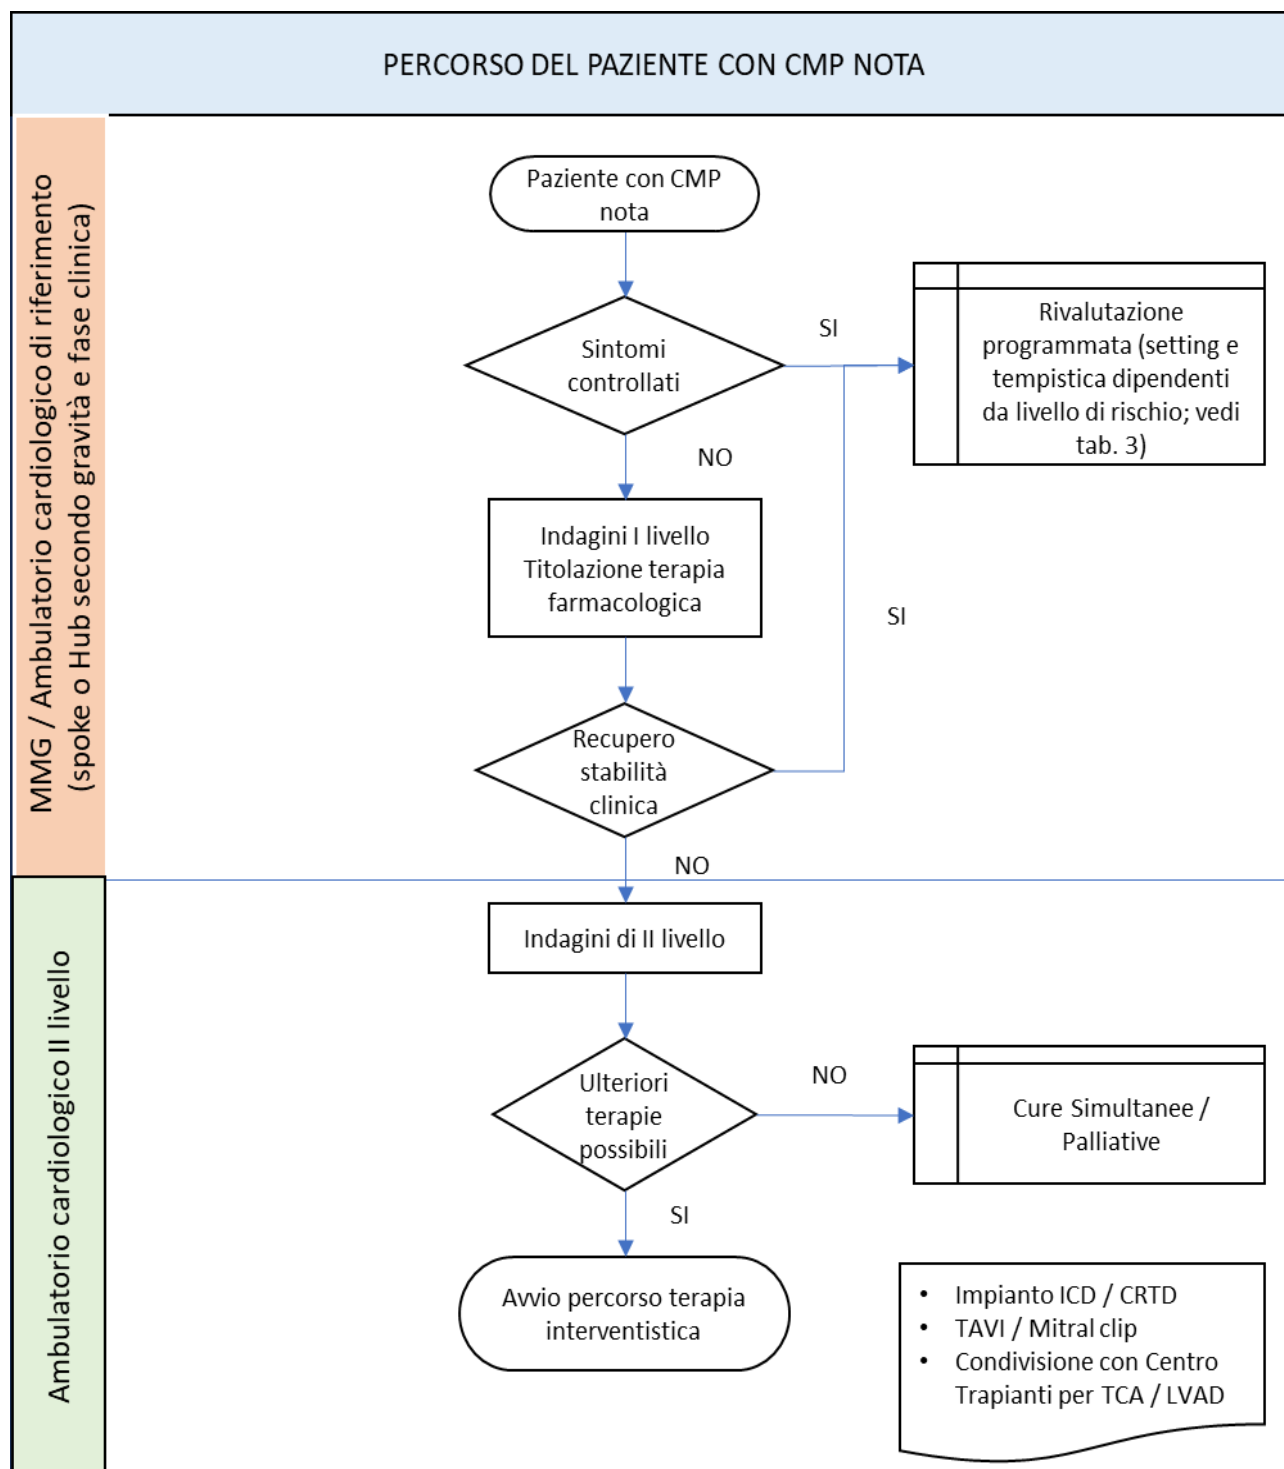 PERCORSO DEL PAZIENTE CON CMP NOTA
MMG / Ambulatorio cardiologico di riferimento
(spoke o Hub secondo gravità e fase clinica)
Paziente con CMP
nota
Sintomi
controllati
SI
Rivalutazione
programmata (setting e
tempistica dipendenti
da livello di rischio; vedi
tab. 3)
NO
Indagini I livello
Titolazione terapia
farmacologica
SI
Recupero
stabilità
clinica
NO
Ambulatorio cardiologico II livello
Indagini di II livello
Ulteriori
terapie
possibili
NO
Cure Simultanee /
Palliative
SI
Avvio percorso terapia
interventistica
• Impianto ICD / CRTD
• TAVI / Mitral clip
• Condivisione con Centro
Trapianti per TCA / LVAD